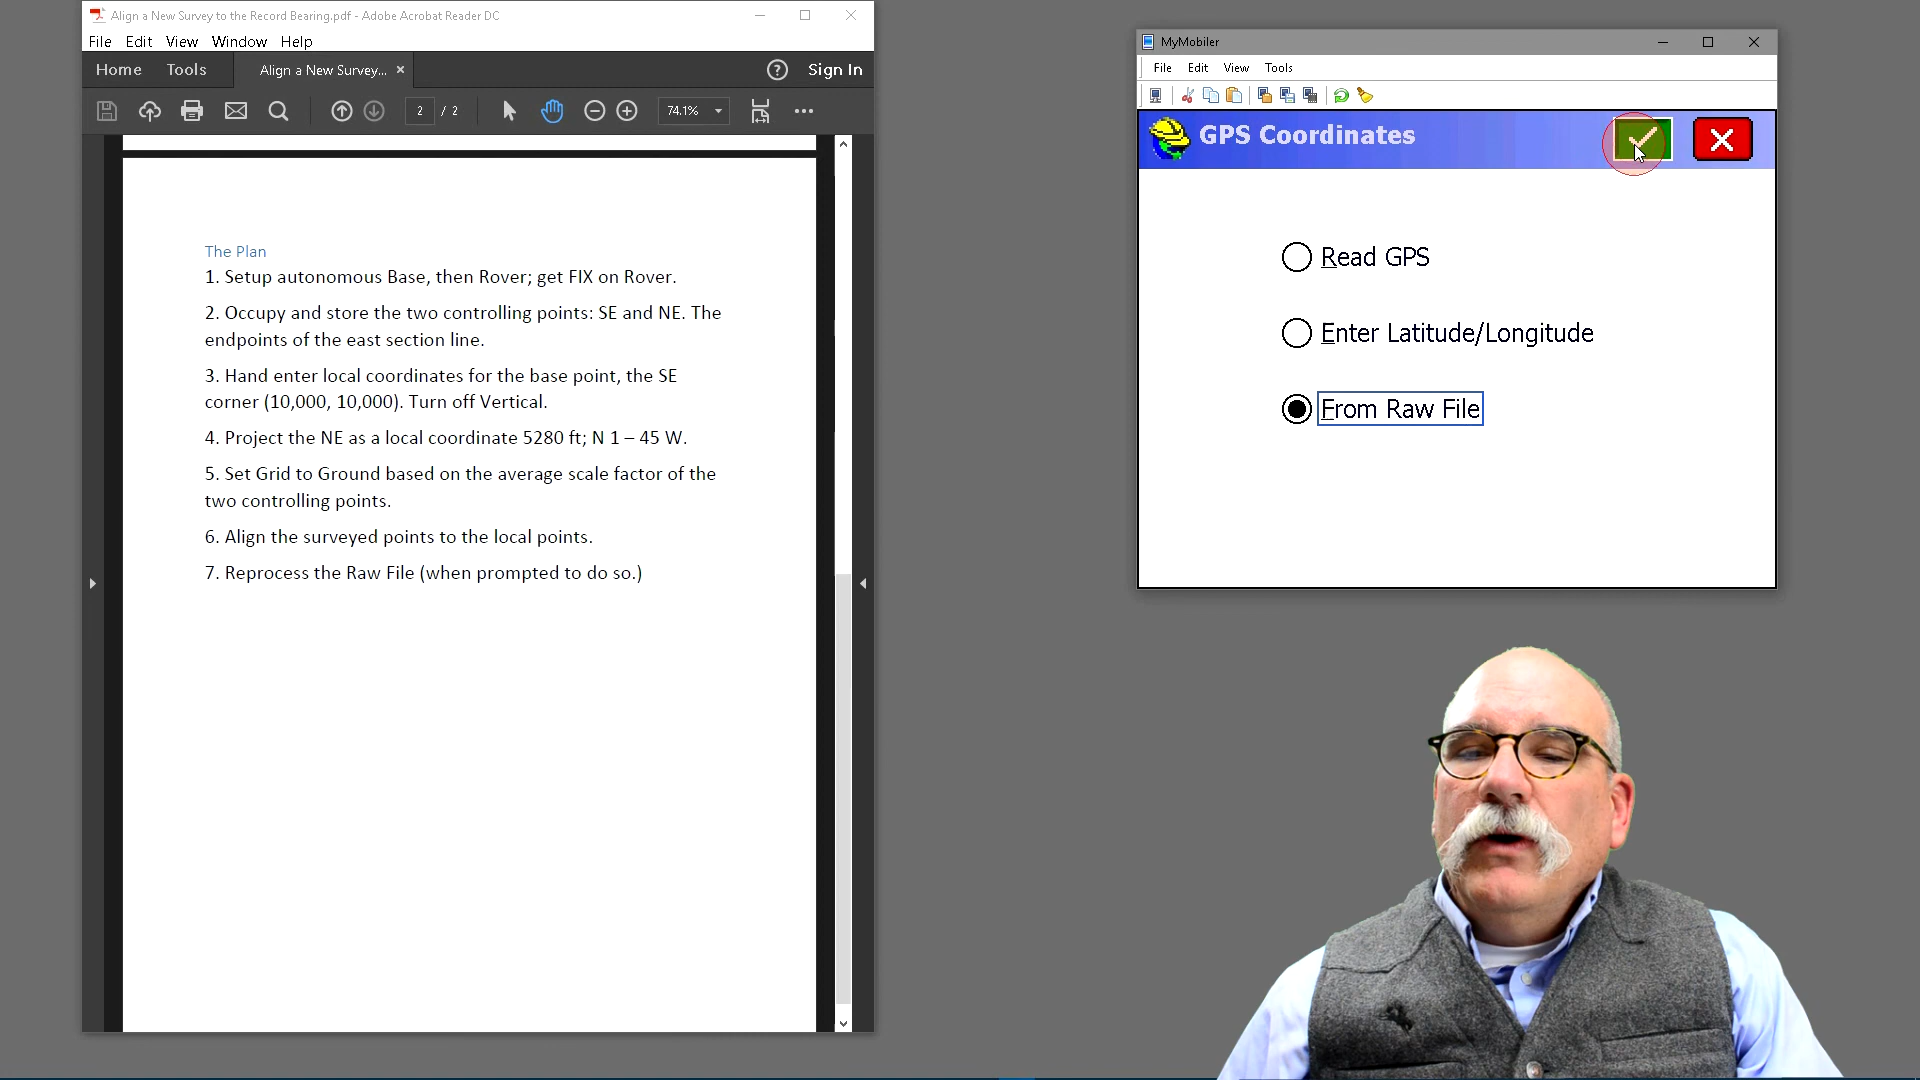 Align a New Survey to the Record Bearing.pdf - Adobe Acrobat Reader DC
File Edit View Window Help
Home Tools Align a New Survey... × ? Sign In
2 / 2 74.1%
The Plan
1. Setup autonomous Base, then Rover; get FIX on Rover.
2. Occupy and store the two controlling points: SE and NE. The
endpoints of the east section line.
3. Hand enter local coordinates for the base point, the SE
corner (10,000, 10,000). Turn off Vertical.
4. Project the NE as a local coordinate 5280 ft; N 1 – 45 W.
5. Set Grid to Ground based on the average scale factor of the
two controlling points.
6. Align the surveyed points to the local points.
7. Reprocess the Raw File (when prompted to do so.)
MyMobiler
File Edit View Tools
GPS Coordinates
Read GPS
Enter Latitude/Longitude
From Raw File